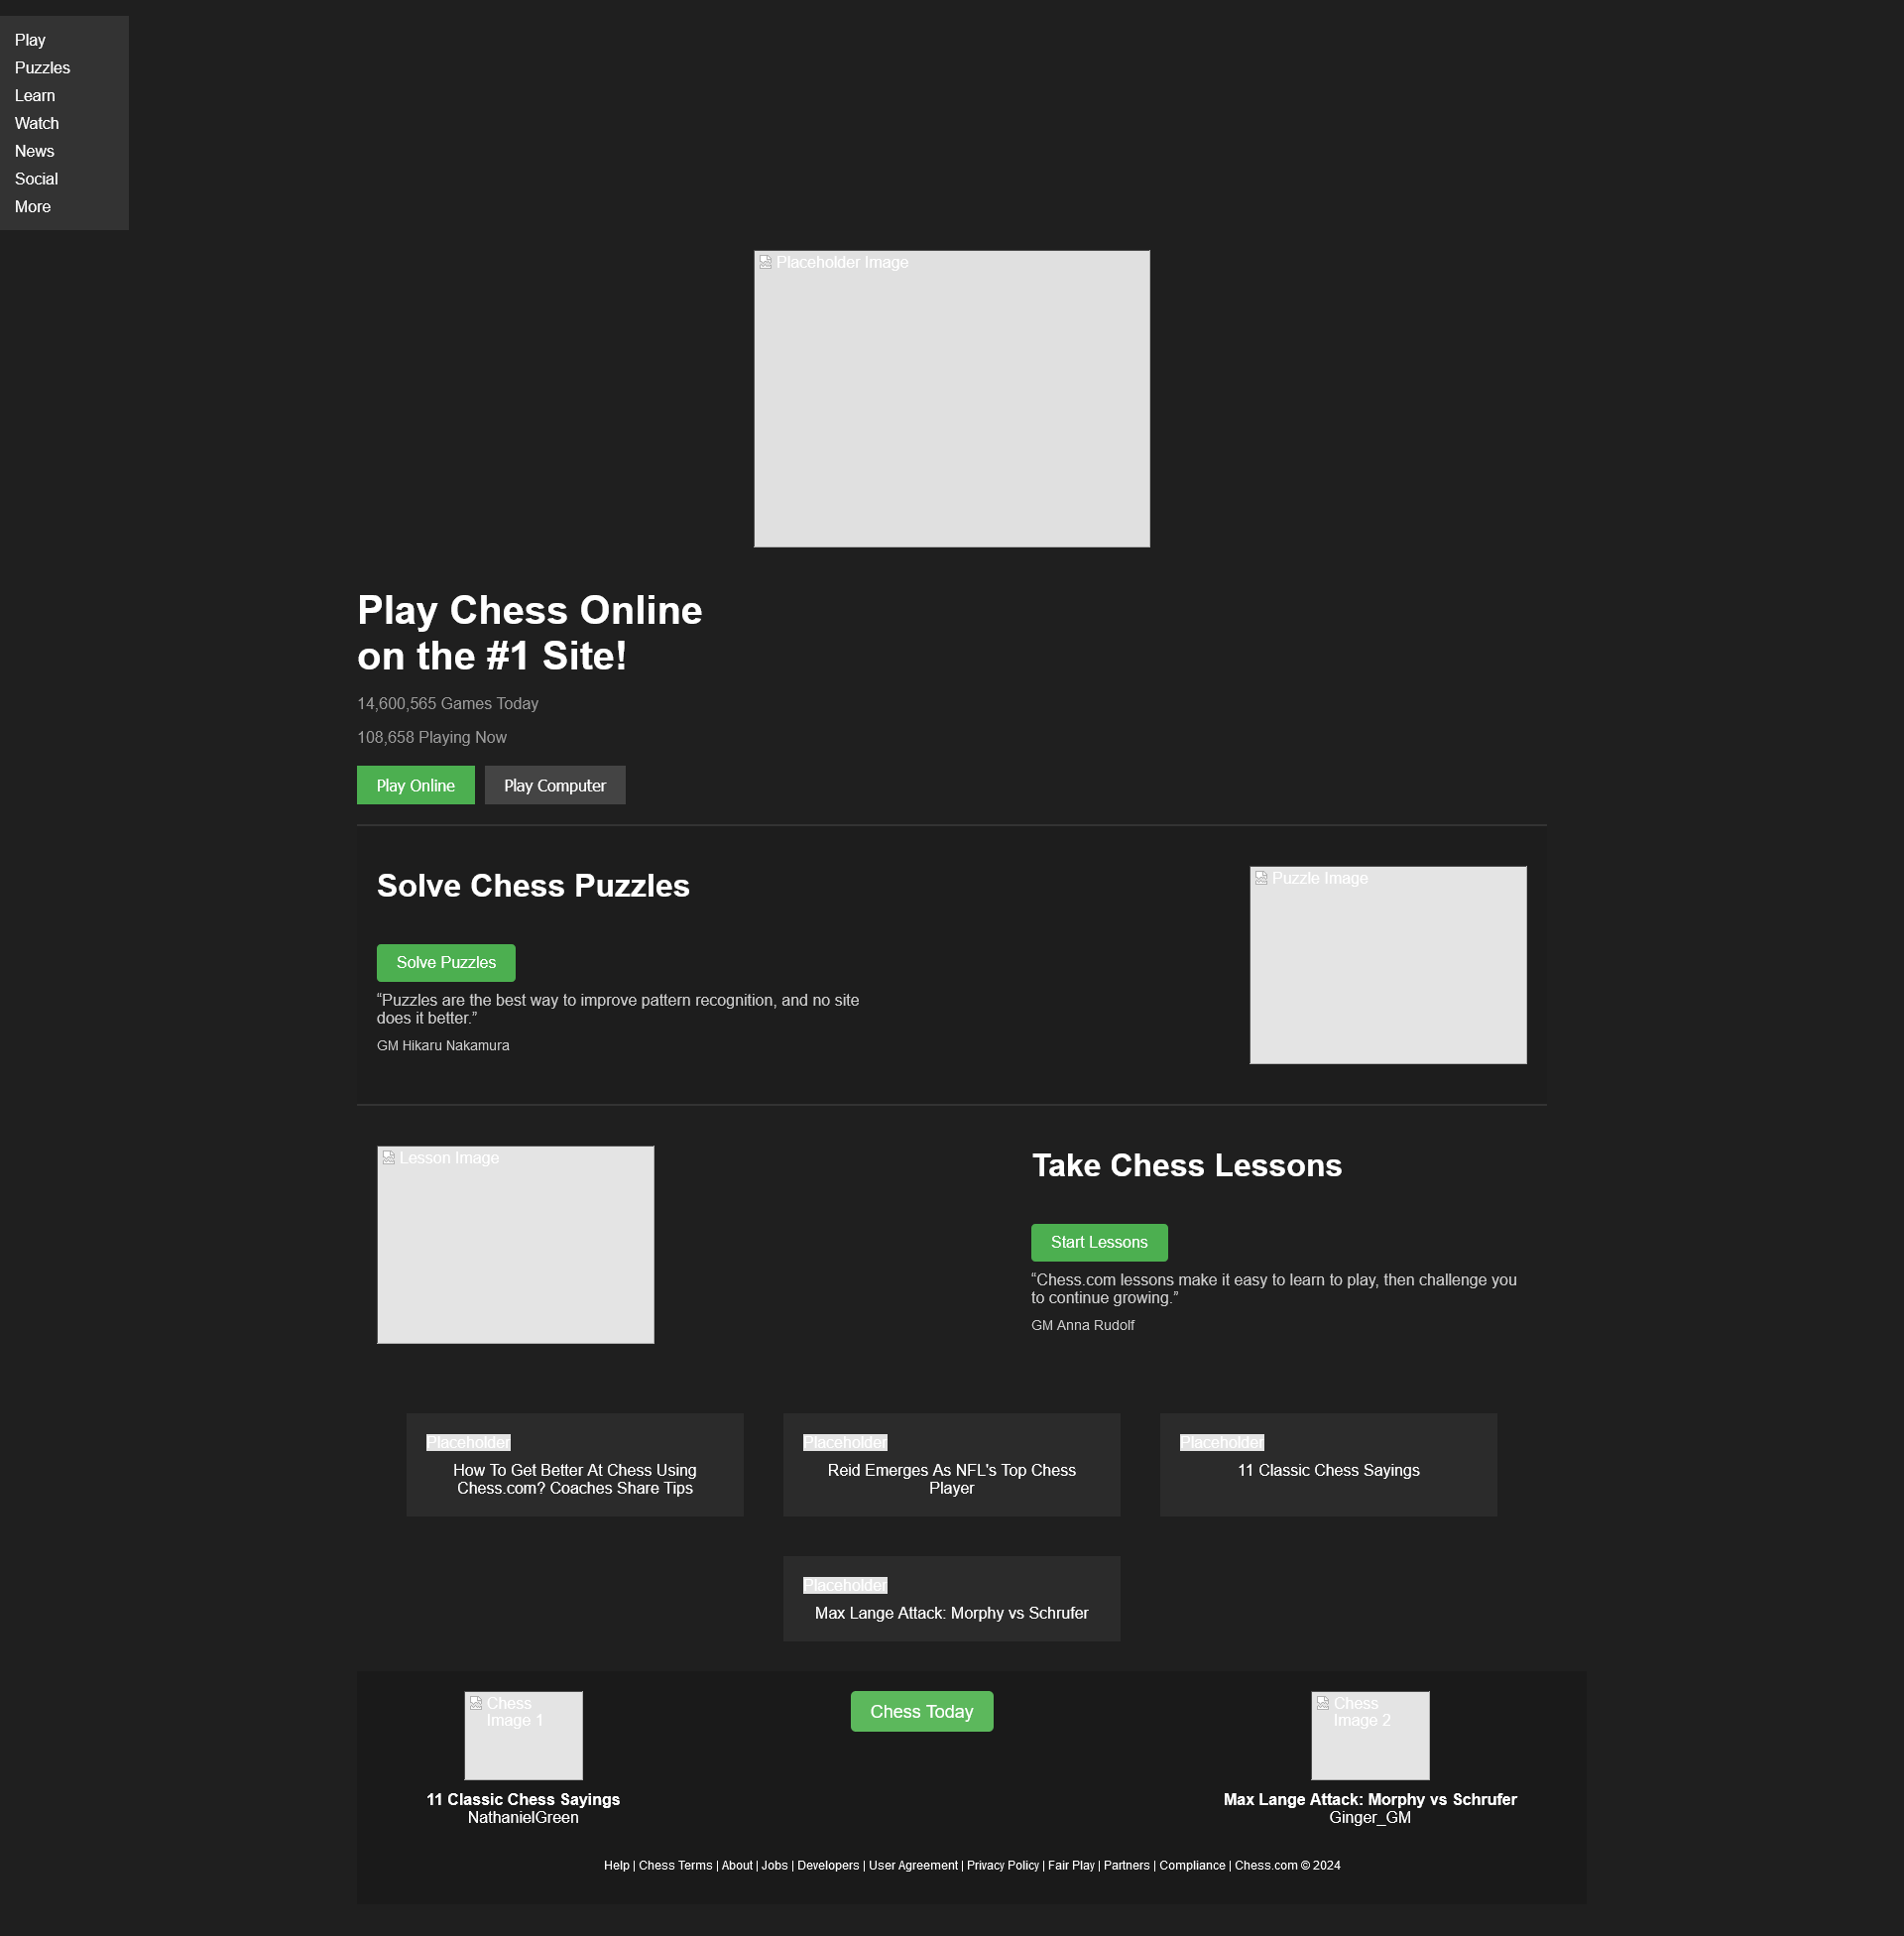 Play
Puzzles
Learn
Watch
News
Social
More
Placeholder Image
Play Chess Online
on the #1 Site!
14,600,565 Games Today
108,658 Playing Now
Play Online
Play Computer
Solve Chess Puzzles
Puzzle Image
Solve Puzzles
“Puzzles are the best way to improve pattern recognition, and no site
does it better.”
GM Hikaru Nakamura
Lesson Image
Take Chess Lessons
Start Lessons
“Chess.com lessons make it easy to learn to play, then challenge you
to continue growing.”
GM Anna Rudolf
Placeholder
How To Get Better At Chess Using
Chess.com? Coaches Share Tips
Placeholder
Reid Emerges As NFL's Top Chess
Player
Placeholder
11 Classic Chess Sayings
Placeholder
Max Lange Attack: Morphy vs Schrufer
Chess
Image 1
11 Classic Chess Sayings
NathanielGreen
Chess Today
Chess
Image 2
Max Lange Attack: Morphy vs Schrufer
Ginger_GM
Help | Chess Terms | About | Jobs | Developers | User Agreement | Privacy Policy | Fair Play | Partners | Compliance | Chess.com © 2024